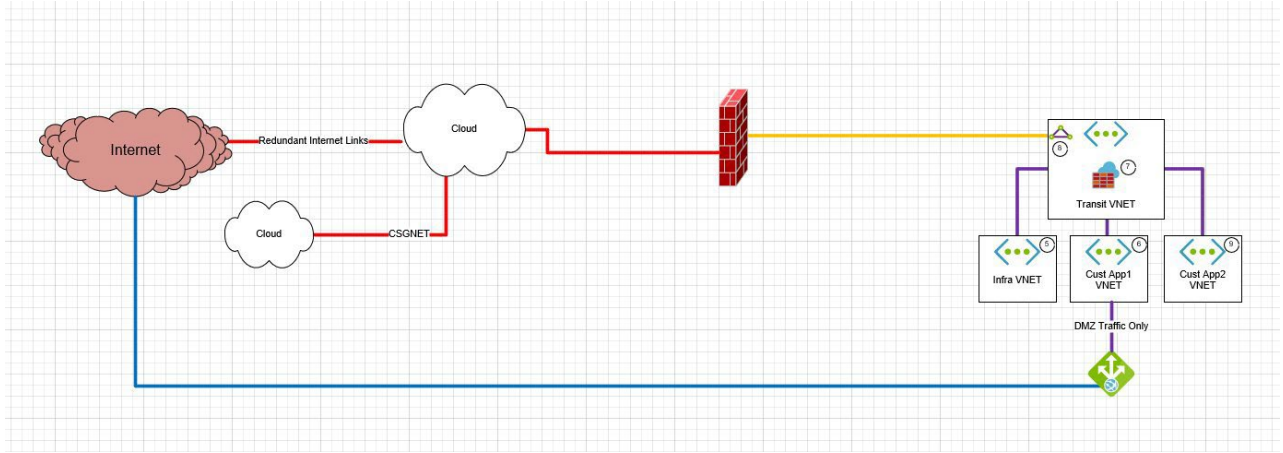 Internet
Redundant Internet Links
Cloud
Cloud
CSGNET
8
7
Transit VNET
5
Infra VNET
6
Cust App1
VNET
9
Cust App2
VNET
DMZ Traffic Only